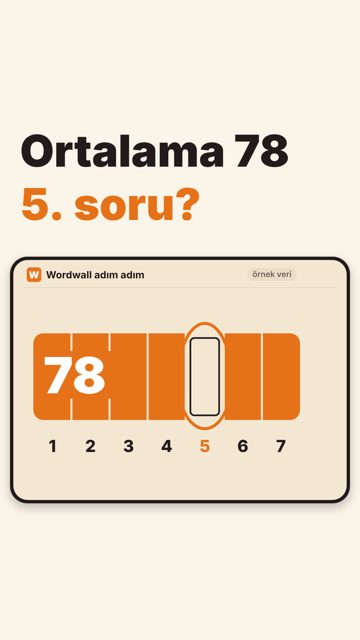 Ortalama 78
5. soru?
W Wordwall adım adım örnek veri
78
1 2 3 4 5 6 7